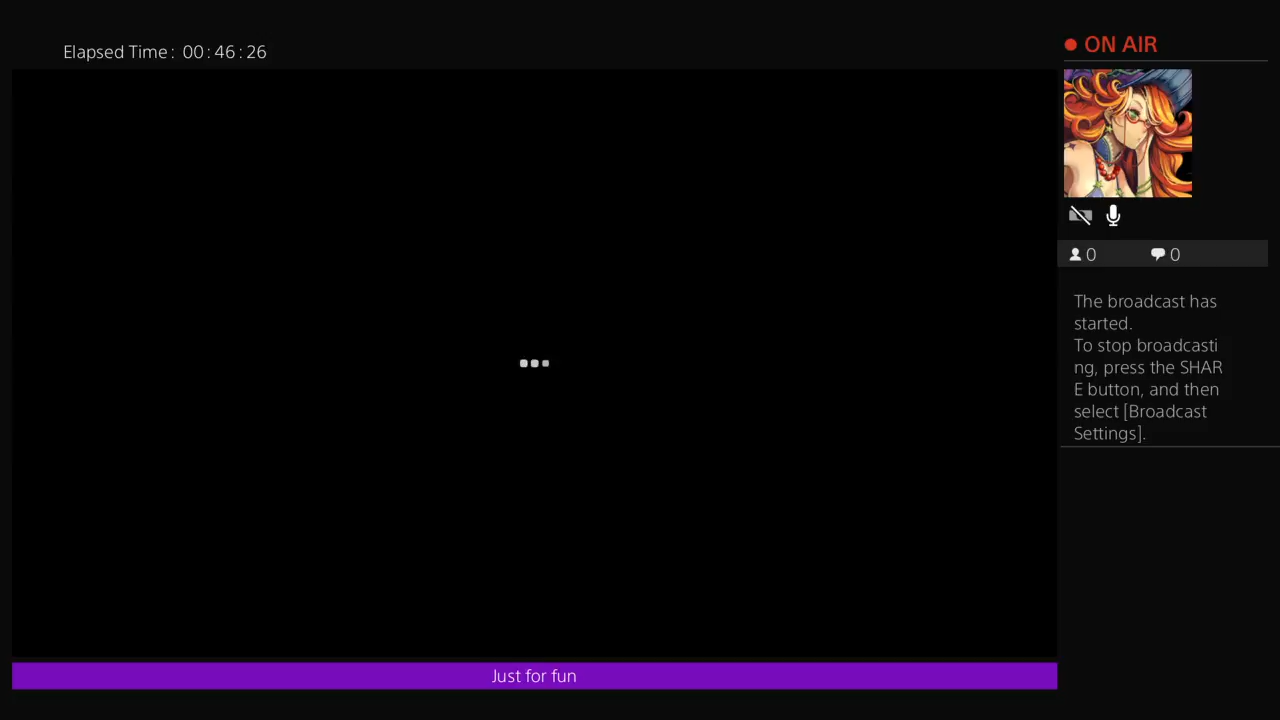 Elapsed Time: 00:46:26
ON AIR
0 0
The broadcast has
started.
To stop broadcasti
ng, press the SHAR
E button, and then
select [Broadcast
Settings].
Just for fun